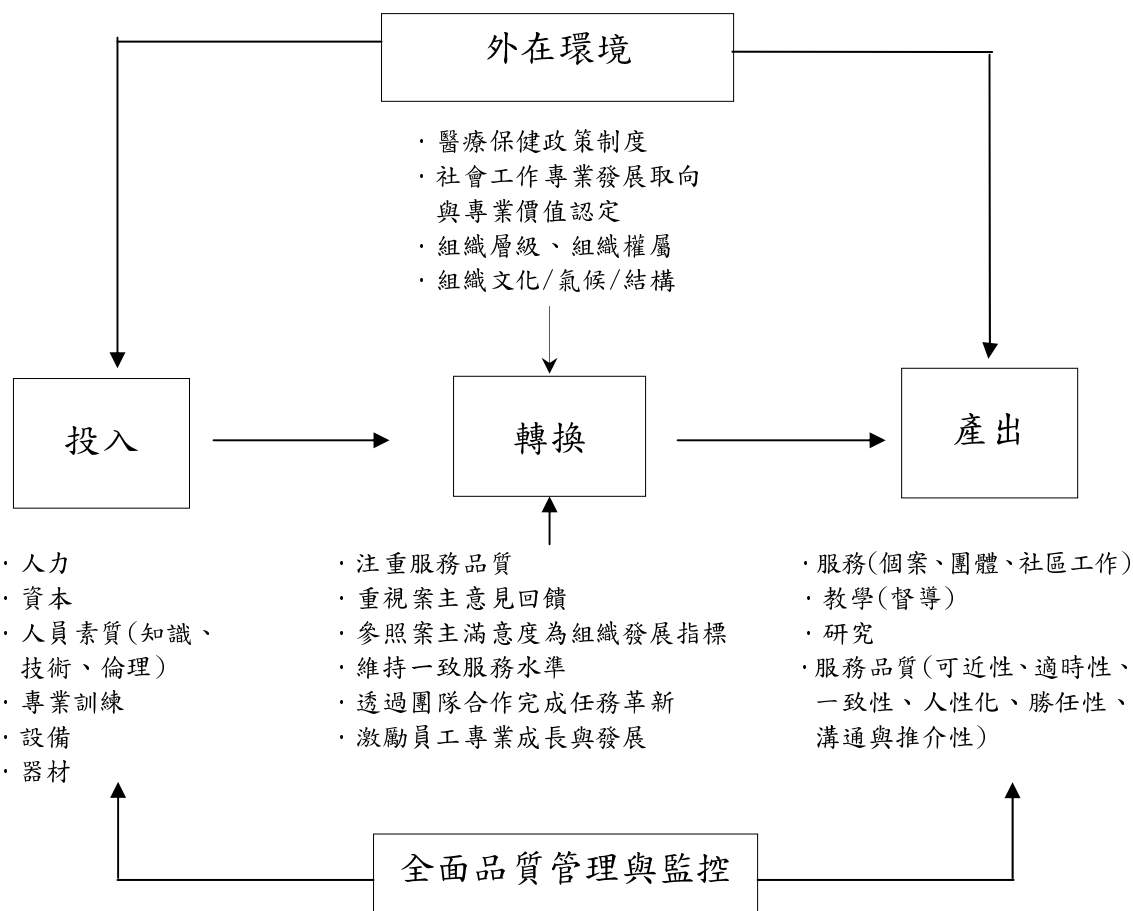 外在環境
·醫療保健政策制度
·社會工作專業發展取向
與專業價值認定
·組織層級、組織權屬
·組織文化/氣候/結構
投入
轉換
產出
·人力
·資本
·人員素質(知識、
技術、倫理)
·專業訓練
·設備
·器材
·注重服務品質
·重視案主意見回饋
·參照案主滿意度為組織發展指標
·維持一致服務水準
·透過團隊合作完成任務革新
·激勵員工專業成長與發展
·服務(個案、團體、社區工作)
·教學(督導)
·研究
·服務品質(可近性、適時性、
一致性、人性化、勝任性、
溝通與推介性)
全面品質管理與監控